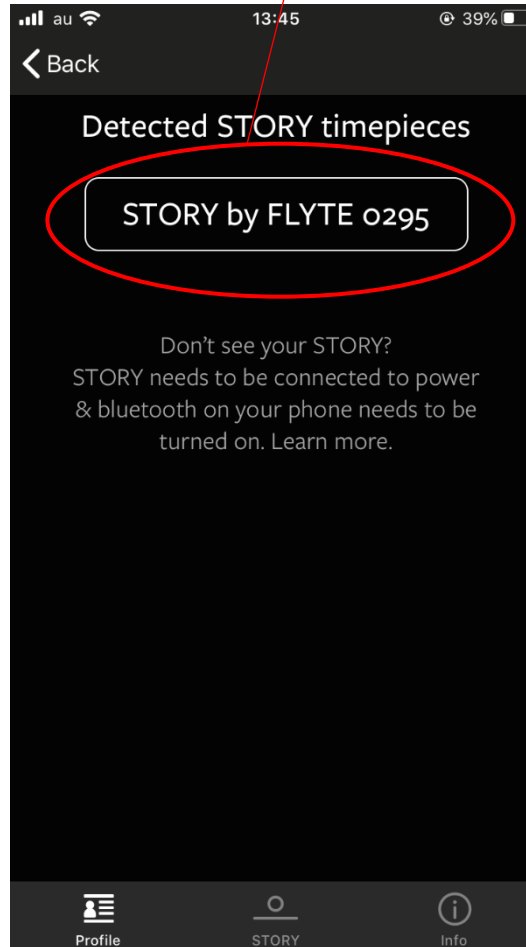 au 13:45 39%
Back
Detected STORY timepieces
STORY by FLYTE 0295
Don't see your STORY?
STORY needs to be connected to power
& bluetooth on your phone needs to be
turned on. Learn more.
Profile STORY Info